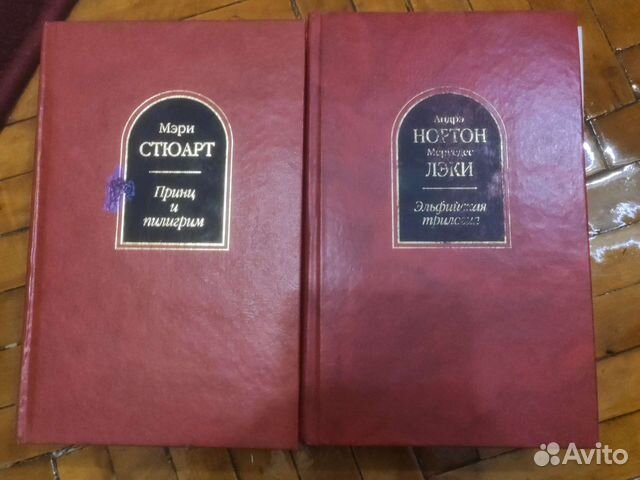 Мэри
СТЮАРТ
Принц
и
пилигрим
Андрэ
НОРТОН
Мерседес
ЛЭКИ
Эльфийская
трилогия
Avito